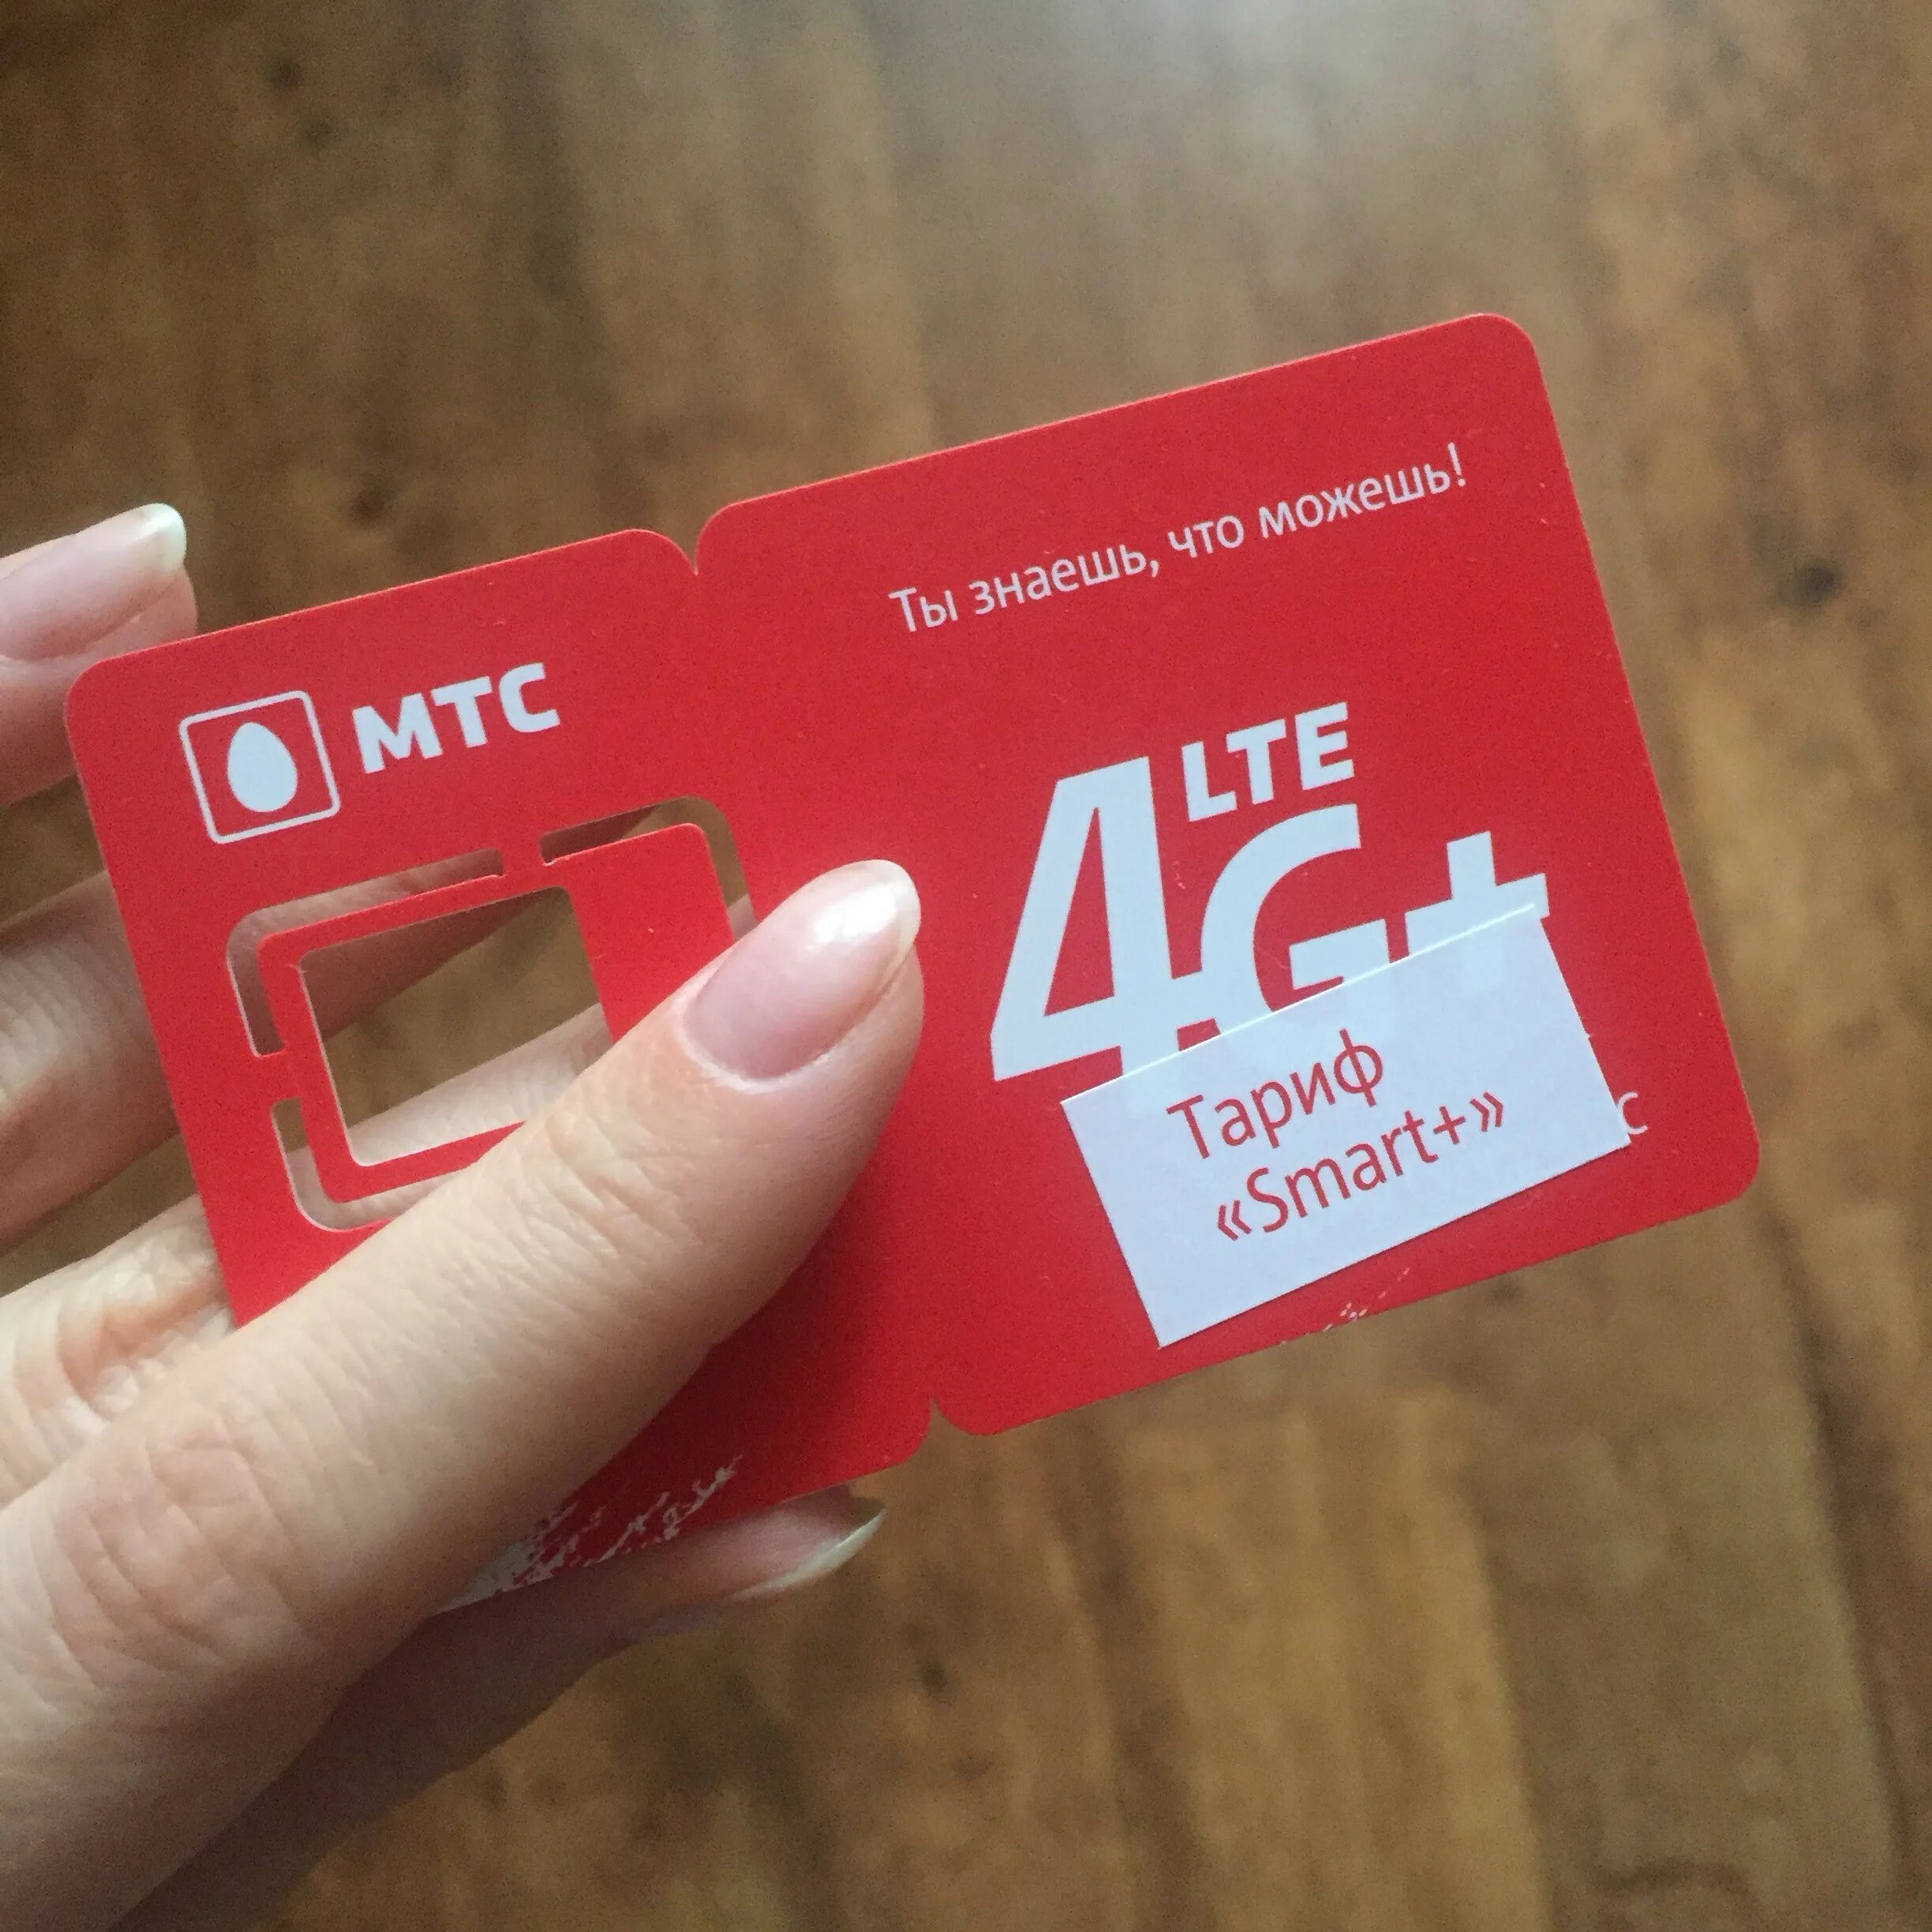 МТС
Ты знаешь, что можешь!
LTE
4G+
Тариф
«Smart+»